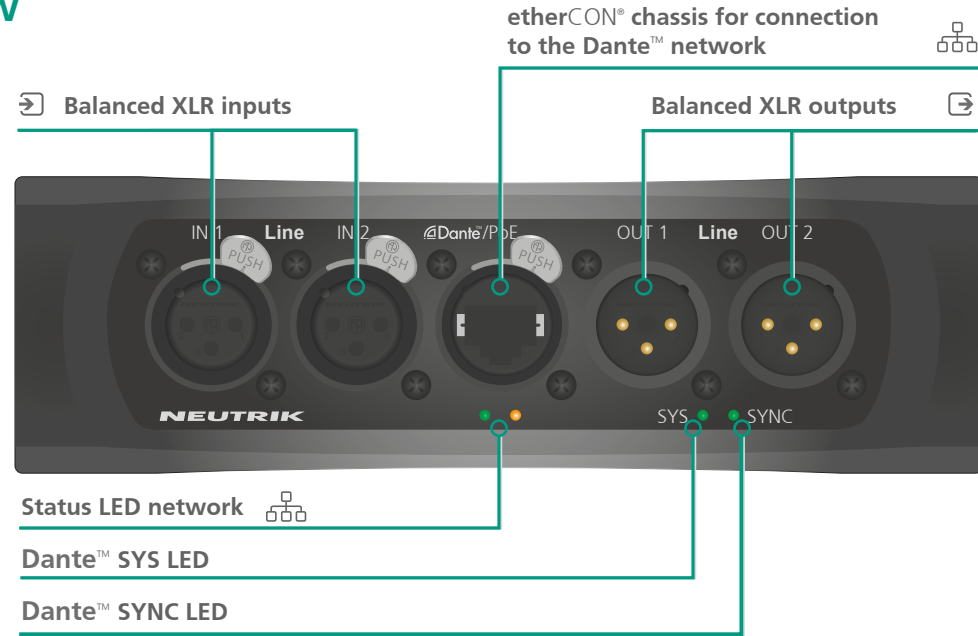 etherCON® chassis for connection
to the Dante™ network
Balanced XLR inputs
Balanced XLR outputs
IN 1 Line IN 2 Dante™/PoE OUT 1 Line OUT 2
PUSH PUSH PUSH
NEUTRIK SYS SYNC
Status LED network
Dante™ SYS LED
Dante™ SYNC LED